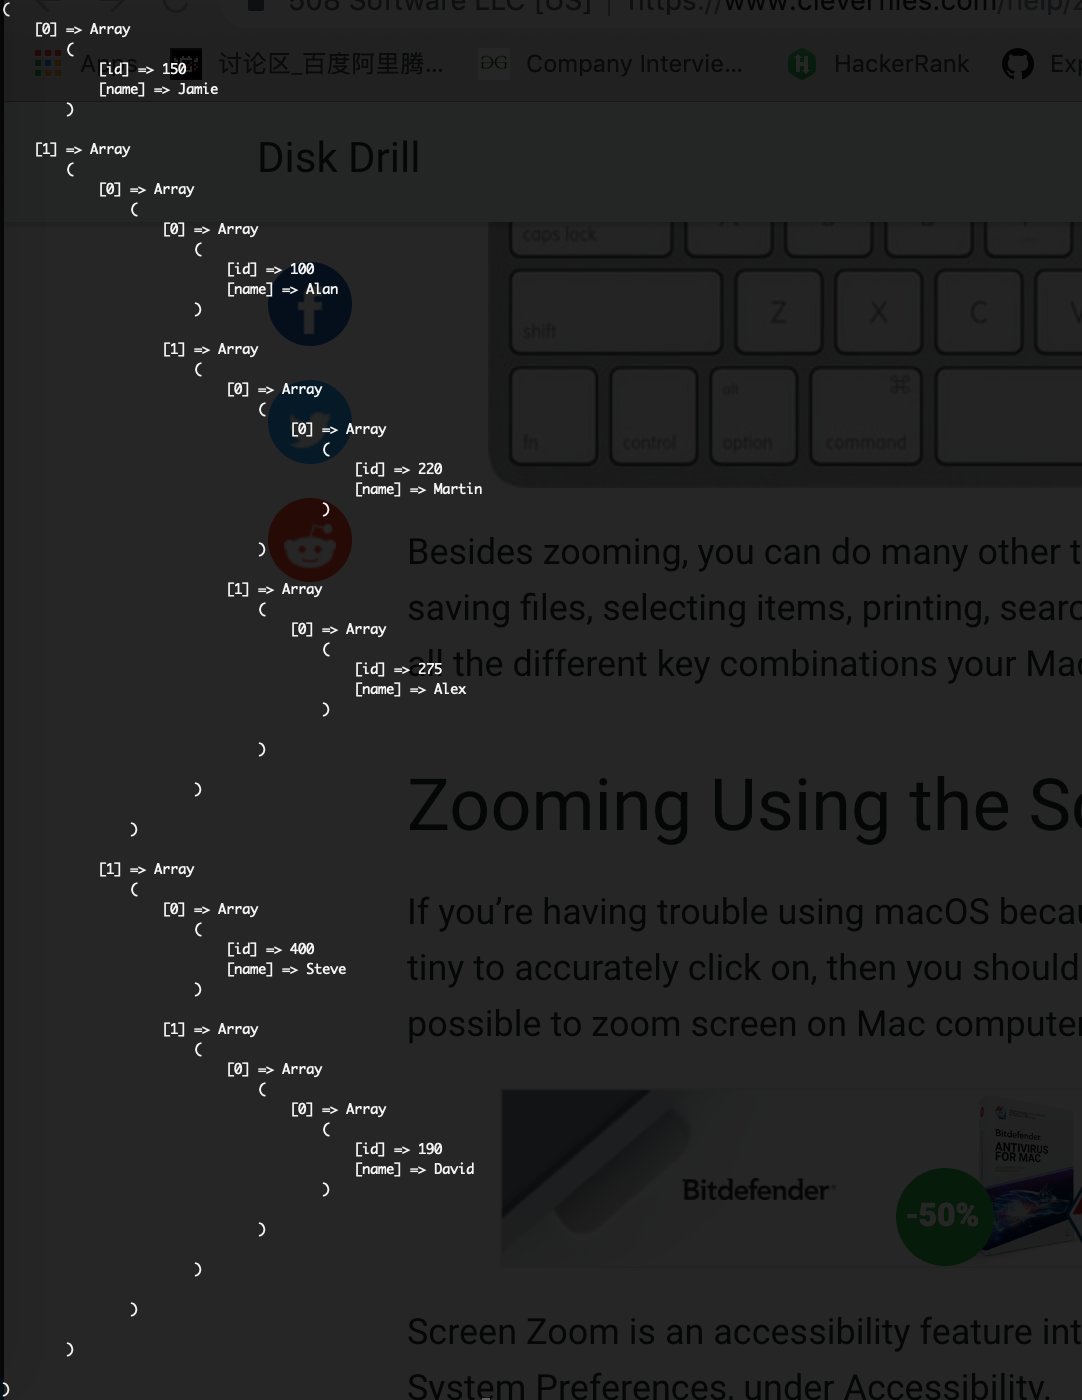 (
[0] => Array
(
[id] => 150
[name] => Jamie
)
[1] => Array
(
[0] => Array
(
[0] => Array
(
[id] => 100
[name] => Alan
)
[1] => Array
(
[0] => Array
(
[0] => Array
(
[id] => 220
[name] => Martin
)
)
[1] => Array
(
[0] => Array
(
[id] => 275
[name] => Alex
)
)
)
)
[1] => Array
(
[0] => Array
(
[id] => 400
[name] => Steve
)
[1] => Array
(
[0] => Array
(
[0] => Array
(
[id] => 190
[name] => David
)
)
)
)
)
)
508 Software LLC [US] | https://www.cleverfiles.com/help/
Apps 讨论区_百度阿里腾... Company Intervie... HackerRank
Disk Drill
caps lock
shift Z X C
alt
fn control option command
Besides zooming, you can do many other
saving files, selecting items, printing,
all the different key combinations your
Zooming Using the
If you're having trouble using macOS
tiny to accurately click on, then you should
possible to zoom screen on Mac
Bitdefender
Bitdefender
ANTIVIRUS
FOR MAC
-50%
Screen Zoom is an accessibility feature
System Preferences, under Accessibility.